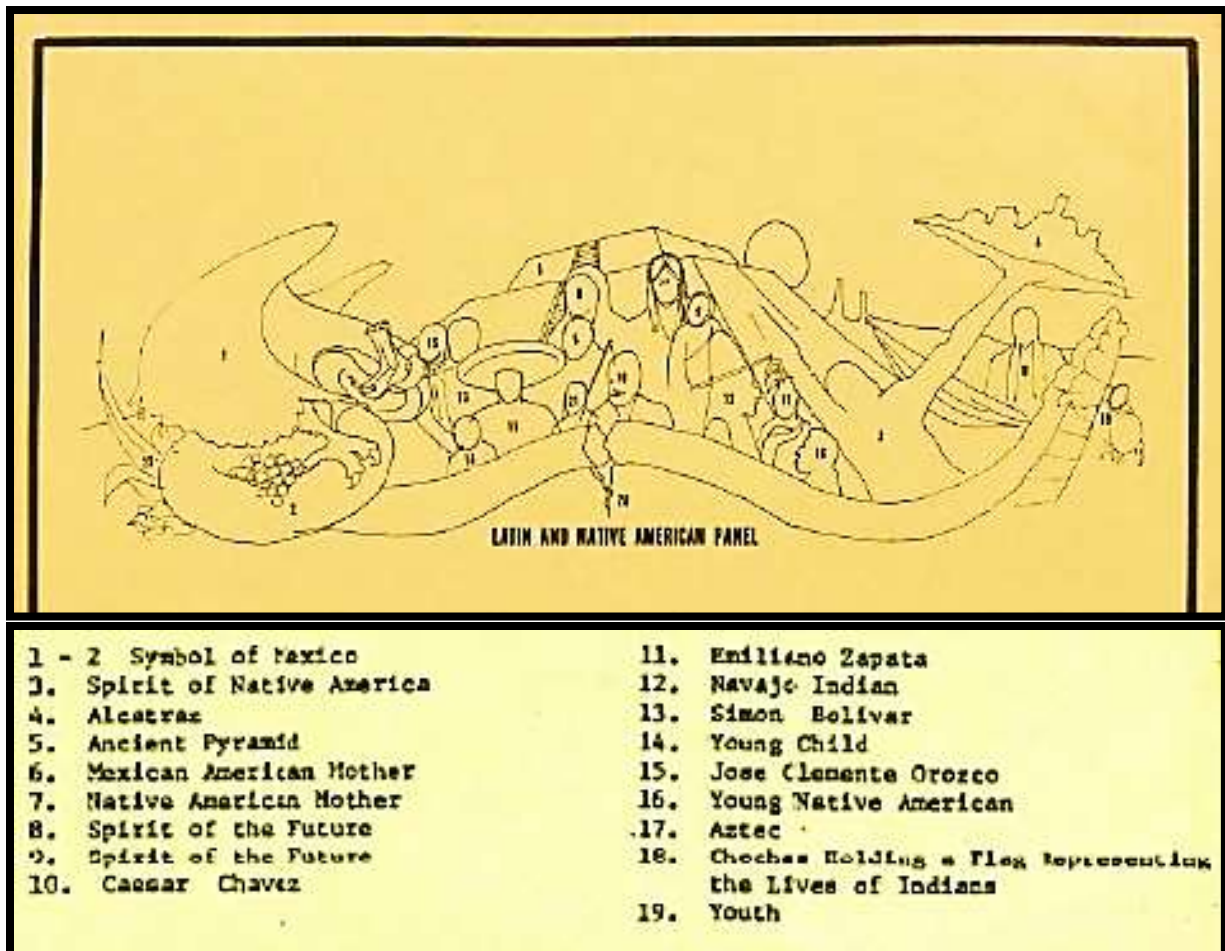 LATIN AND NATIVE AMERICAN PANEL
1 - 2 Symbol of Mexico
3. Spirit of Native America
4. Alcatraz
5. Ancient Pyramid
6. Mexican American Mother
7. Native American Mother
8. Spirit of the Future
9. Spirit of the Future
10. Caesar Chavez
11. Emiliano Zapata
12. Navajo Indian
13. Simon Bolivar
14. Young Child
15. Jose Clemente Orozco
16. Young Native American
17. Aztec
18. Holding a Flag Representing
the Lives of Indians
19. Youth